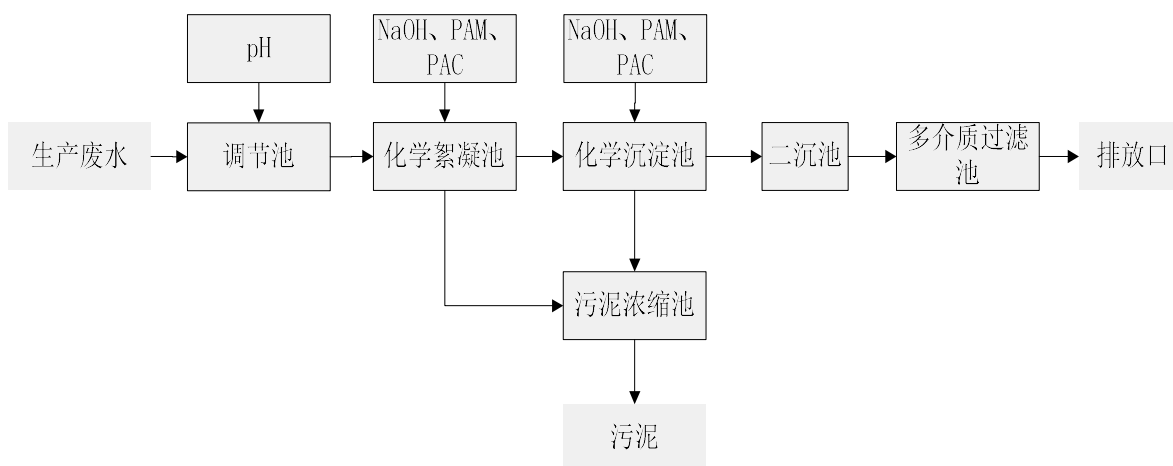 pH
NaOH、PAM、
PAC
NaOH、PAM、
PAC
生产废水
调节池
化学絮凝池
化学沉淀池
二沉池
多介质过滤
池
排放口
污泥浓缩池
污泥